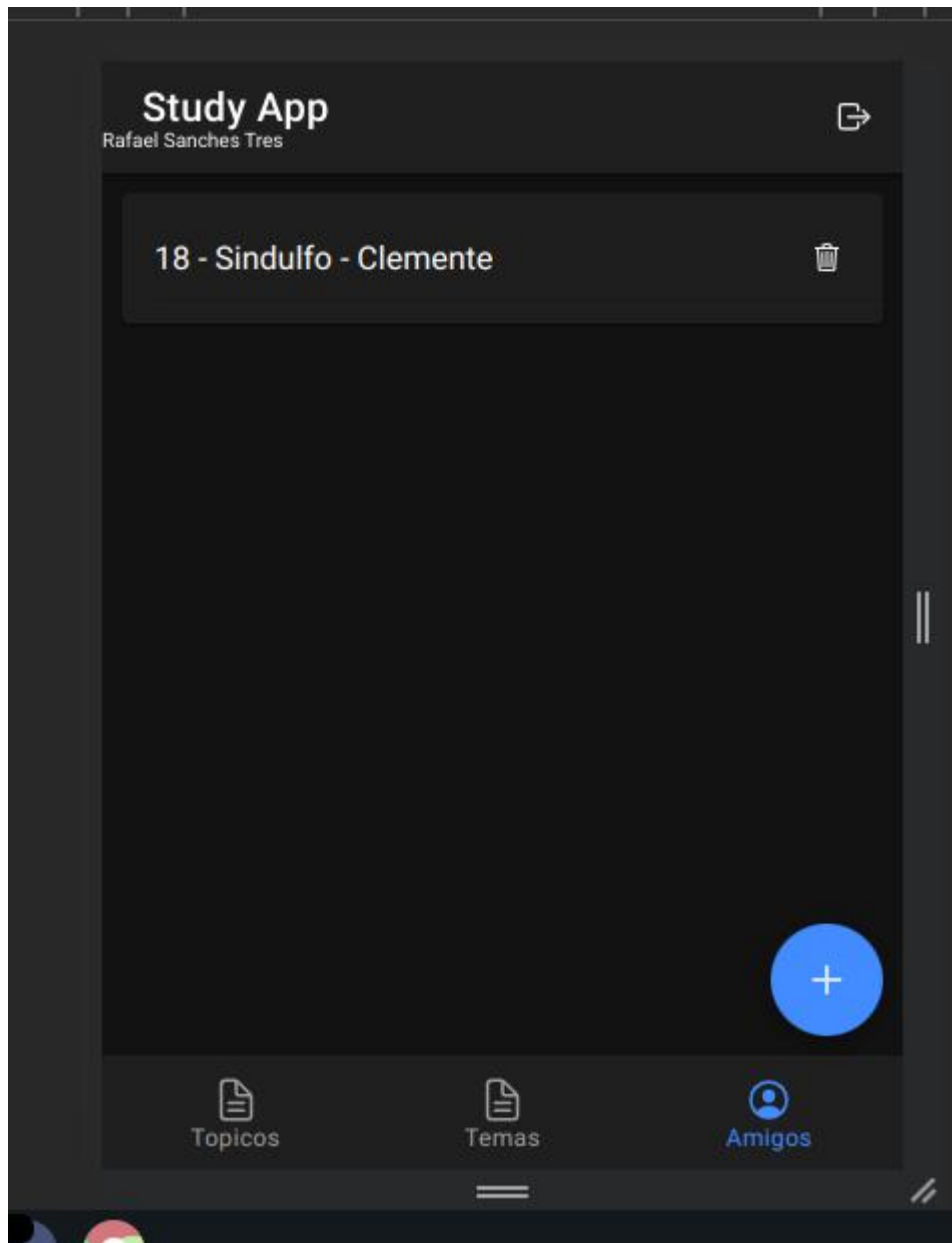 Study App
Rafael Sanches Tres
18 - Sindulfo - Clemente
Topicos
Temas
Amigos